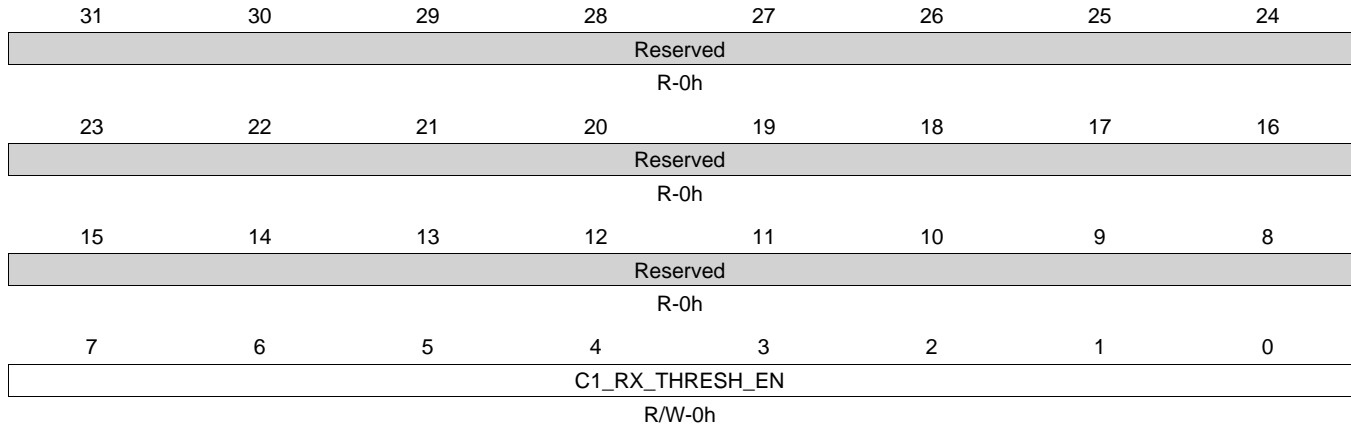 31 30 29 28 27 26 25 24
Reserved
R-0h
23 22 21 20 19 18 17 16
Reserved
R-0h
15 14 13 12 11 10 9 8
Reserved
R-0h
7 6 5 4 3 2 1 0
C1_RX_THRESH_EN
R/W-0h